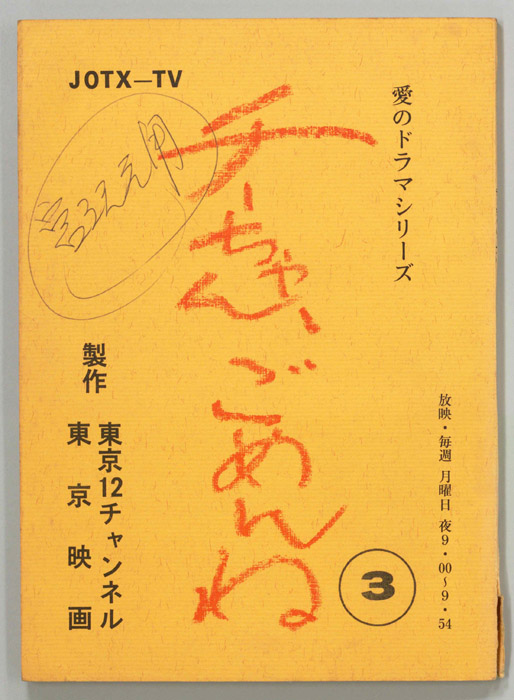 JOTX—TV
愛のドラマシリーズ
チーちゃん、ごめんね
放映・毎週 月曜日 夜9・00〜9・54
3
製作 東京12チャンネル
東京映画